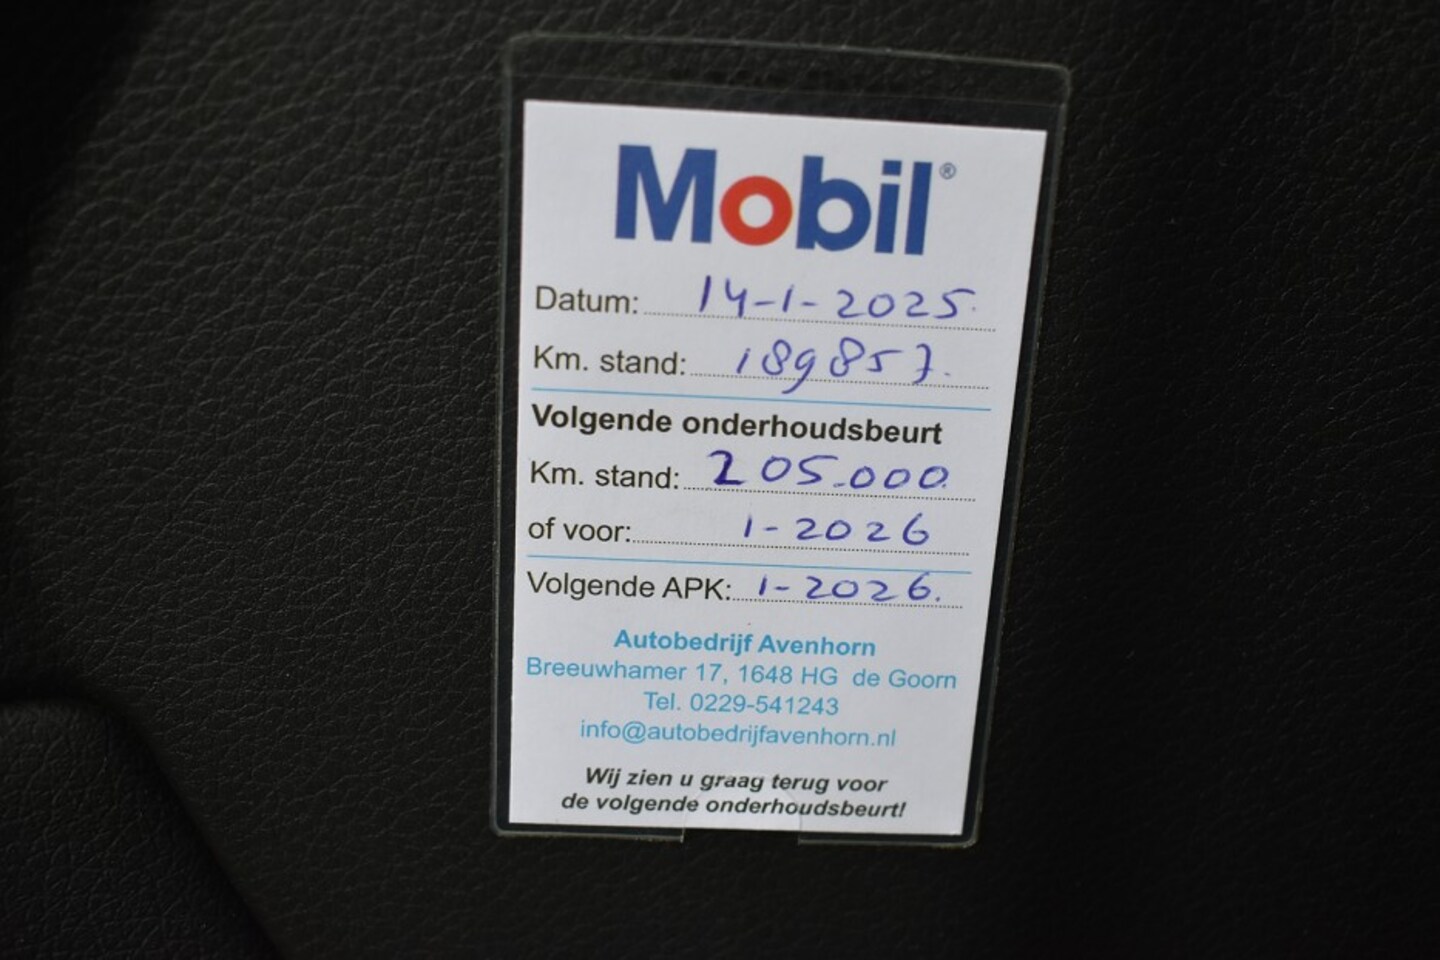 Mobil®
Datum: 14-1-2025.
Km. stand: 189857.
Volgende onderhoudsbeurt
Km. stand: 205.000.
of voor: 1-2026
Volgende APK: 1-2026.
Autobedrijf Avenhorn
Breeuwhamer 17, 1648 HG de Goorn
Tel. 0229-541243
info@autobedrijfavenhorn.nl
Wij zien u graag terug voor
de volgende onderhoudsbeurt!